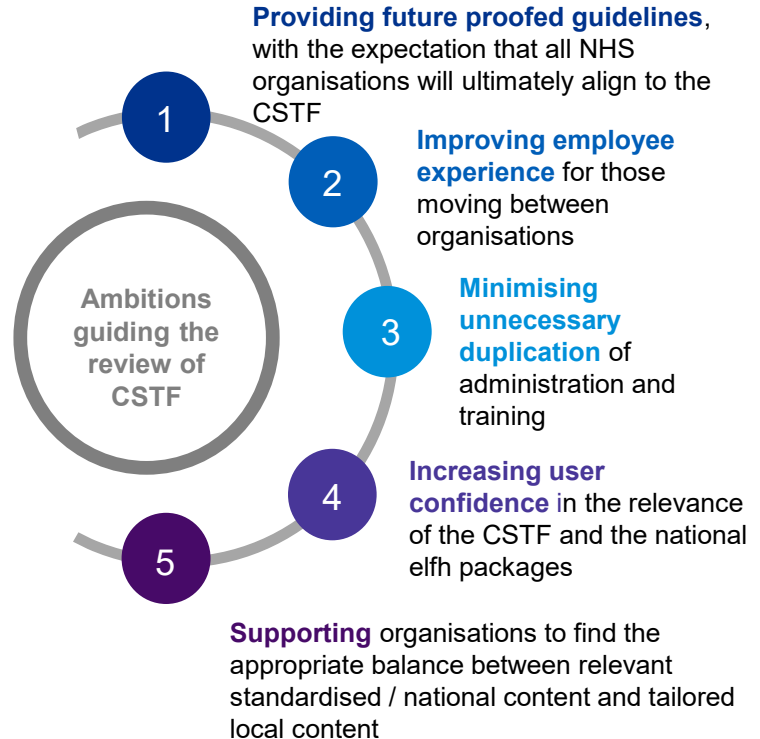 Providing future proofed guidelines,
with the expectation that all NHS
organisations will ultimately align to the
CSTF
1
Improving employee
experience for those
moving between
organisations
2
Ambitions
guiding the
review of
CSTF
Minimising
unnecessary
duplication of
administration and
training
3
Increasing user
confidence in the relevance
of the CSTF and the national
elfh packages
4
5
Supporting organisations to find the
appropriate balance between relevant
standardised / national content and tailored
local content